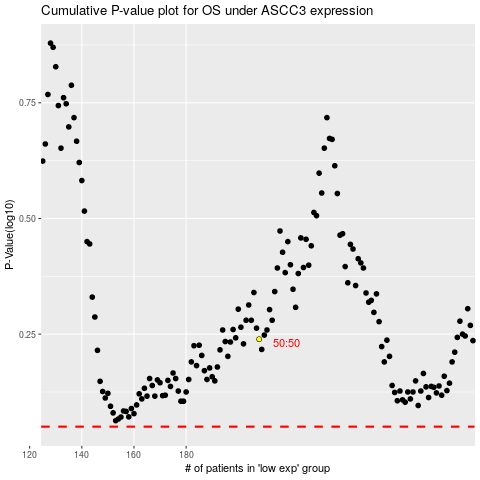 Cumulative P-value plot for OS under ASCC3 expression
P-Value(log10)
0.75
0.50
0.25
50:50
120 140 160 180
# of patients in 'low exp' group